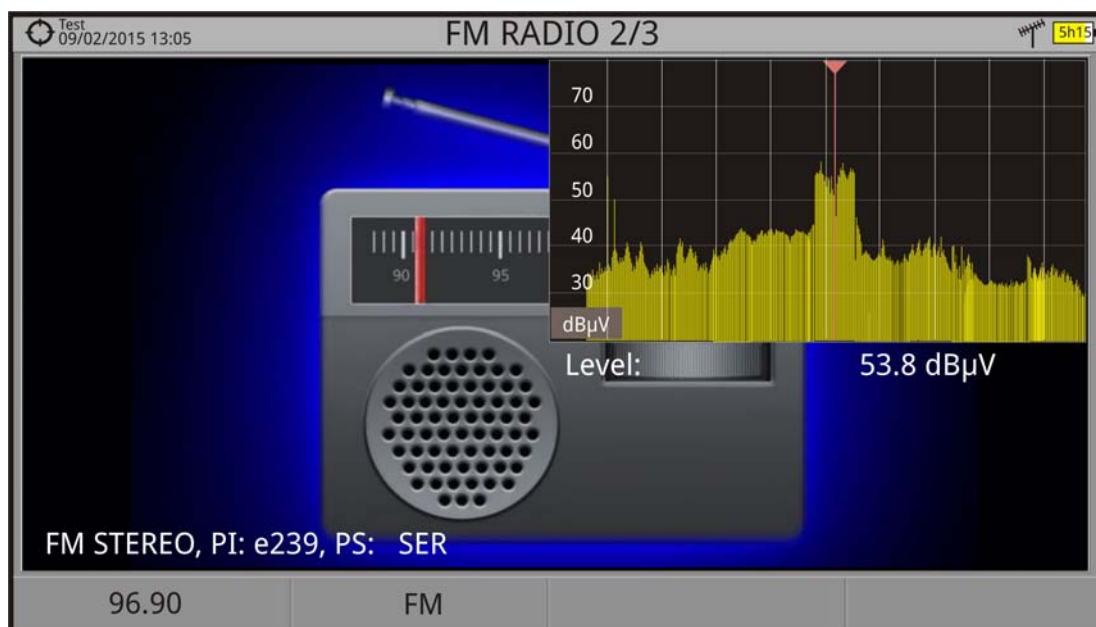 Test
09/02/2015 13:05
FM RADIO 2/3
5h15
70
60
50
40
30
dBµV
90 95
Level: 53.8 dBµV
FM STEREO, PI: e239, PS: SER
96.90 FM